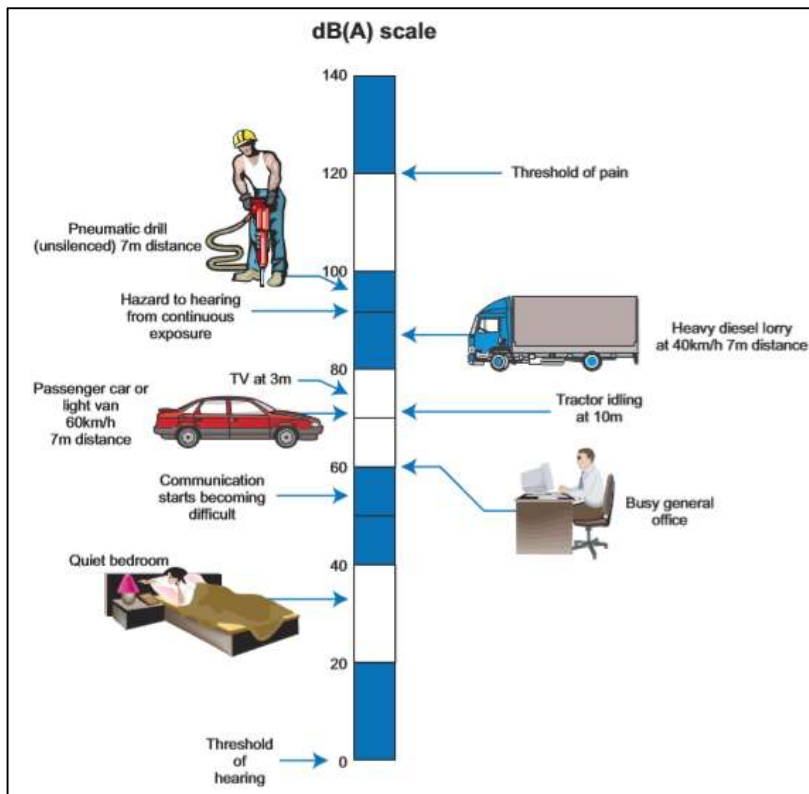 dB(A) scale
140
120
Threshold of pain
Pneumatic drill
(unsilenced) 7m distance
100
Hazard to hearing
from continuous
exposure
Heavy diesel lorry
at 40km/h 7m distance
80
TV at 3m
Passenger car or
light van
60km/h
7m distance
Tractor idling
at 10m
60
Communication
starts becoming
difficult
Busy general
office
40
Quiet bedroom
20
Threshold
of
hearing
0